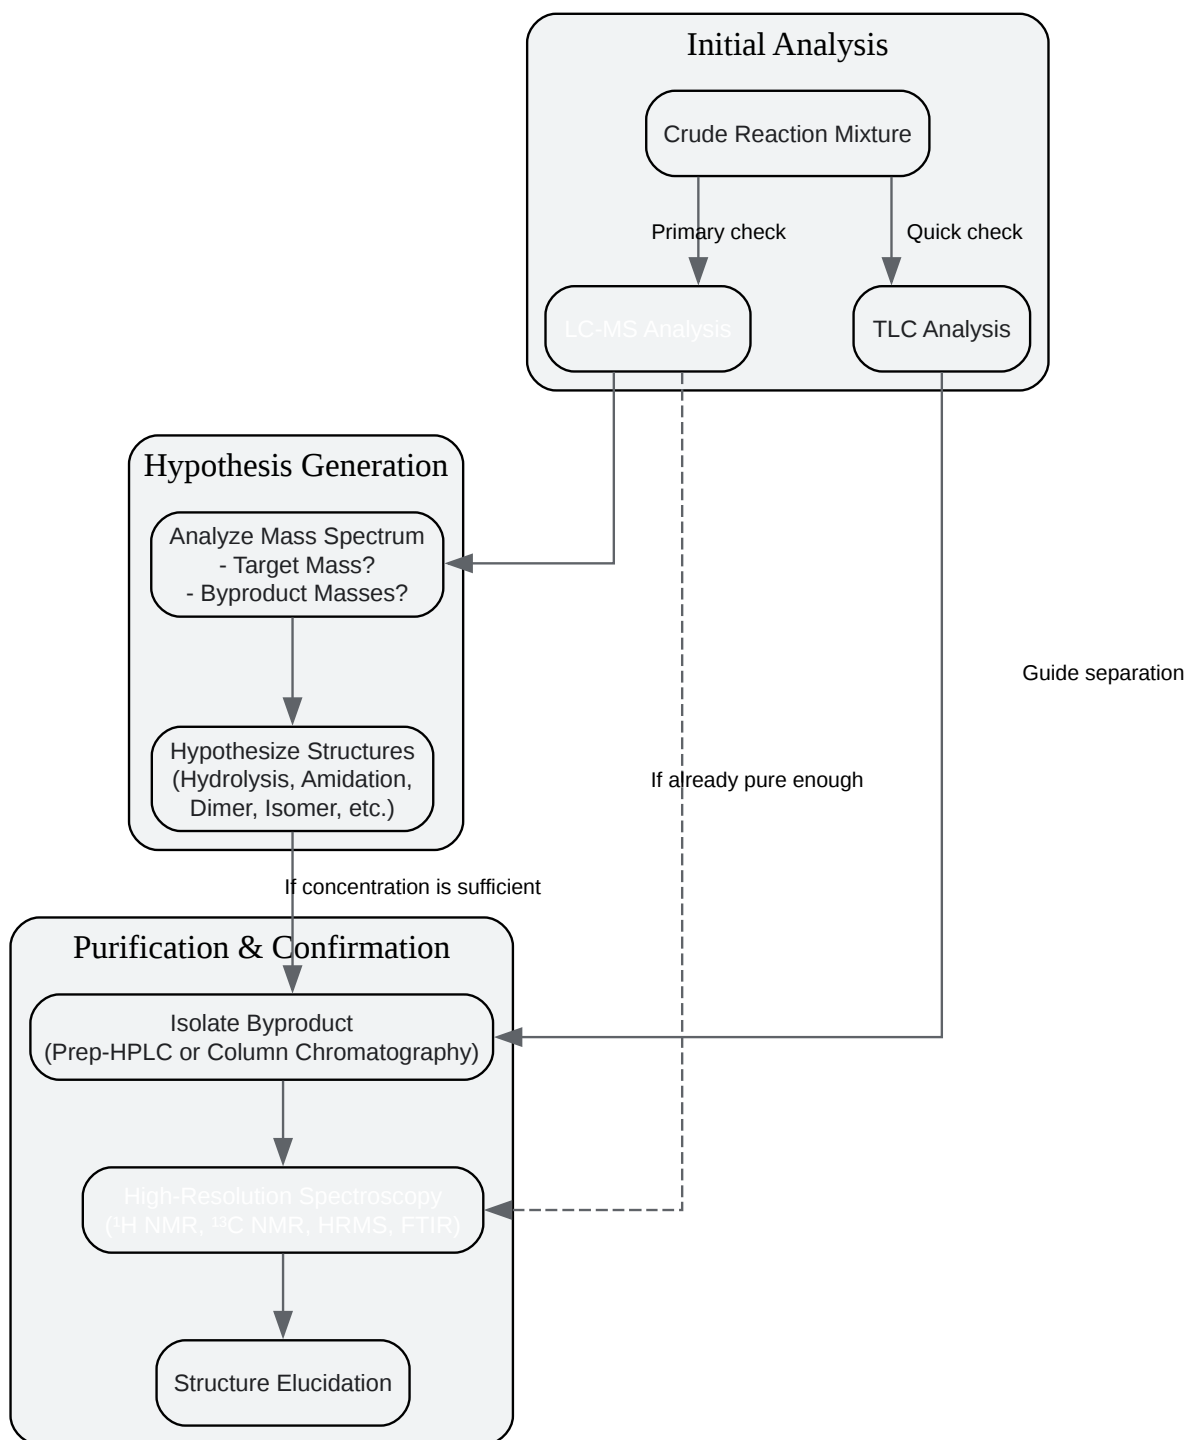 Initial Analysis
Crude Reaction Mixture
Primary check
Quick check
LC-MS Analysis
TLC Analysis
Hypothesis Generation
Analyze Mass Spectrum
- Target Mass?
- Byproduct Masses?
Guide separation
Hypothesize Structures
(Hydrolysis, Amidation,
Dimer, Isomer, etc.)
If already pure enough
If concentration is sufficient
Purification & Confirmation
Isolate Byproduct
(Prep-HPLC or Column Chromatography)
High-Resolution Spectroscopy
(¹H NMR, ¹³C NMR, HRMS, FTIR)
Structure Elucidation